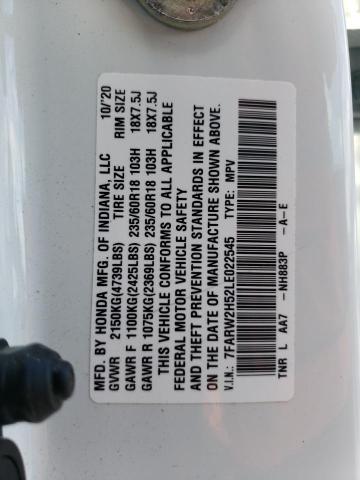 MFD. BY HONDA MFG. OF INDIANA, LLC 10/'20
GVWR 2150KG(4739LBS) TIRE SIZE RIM SIZE
GAWR F 1100KG(2425LBS) 235/60R18 103H 18X7.5J
GAWR R 1075KG(2369LBS) 235/60R18 103H 18X7.5J
THIS VEHICLE CONFORMS TO ALL APPLICABLE
FEDERAL MOTOR VEHICLE SAFETY
AND THEFT PREVENTION STANDARDS IN EFFECT
ON THE DATE OF MANUFACTURE SHOWN ABOVE.
V.I.N.: 7FARW2H52LE022545 TYPE: MPV
TNR L AA7 -NH883P -A-E